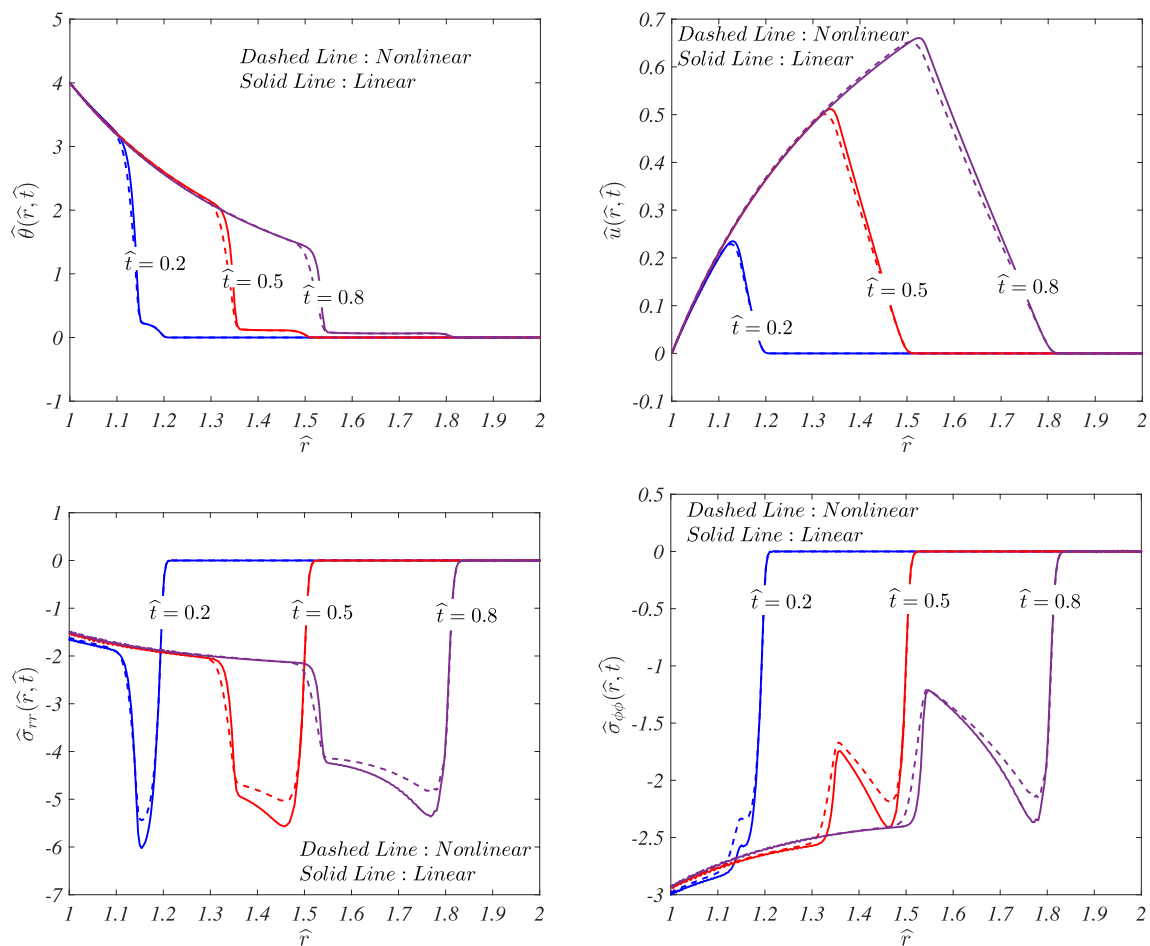 5
4
3
2
1
0
-1
θ̂(r̂, t̂)
Dashed Line : Nonlinear
Solid Line : Linear
t̂ = 0.2
t̂ = 0.5
t̂ = 0.8
1 1.1 1.2 1.3 1.4 1.5 1.6 1.7 1.8 1.9 2
r̂
0.7
0.6
0.5
0.4
0.3
0.2
0.1
0
-0.1
û(r̂, t̂)
Dashed Line : Nonlinear
Solid Line : Linear
t̂ = 0.2
t̂ = 0.5
t̂ = 0.8
1 1.1 1.2 1.3 1.4 1.5 1.6 1.7 1.8 1.9 2
r̂
1
0
-1
-2
-3
-4
-5
-6
-7
σ̂rr(r̂, t̂)
t̂ = 0.2
t̂ = 0.5
t̂ = 0.8
Dashed Line : Nonlinear
Solid Line : Linear
1 1.1 1.2 1.3 1.4 1.5 1.6 1.7 1.8 1.9 2
r̂
0.5
0
-0.5
-1
-1.5
-2
-2.5
-3
σ̂ϕϕ(r̂, t̂)
Dashed Line : Nonlinear
Solid Line : Linear
t̂ = 0.2
t̂ = 0.5
t̂ = 0.8
1 1.1 1.2 1.3 1.4 1.5 1.6 1.7 1.8 1.9 2
r̂